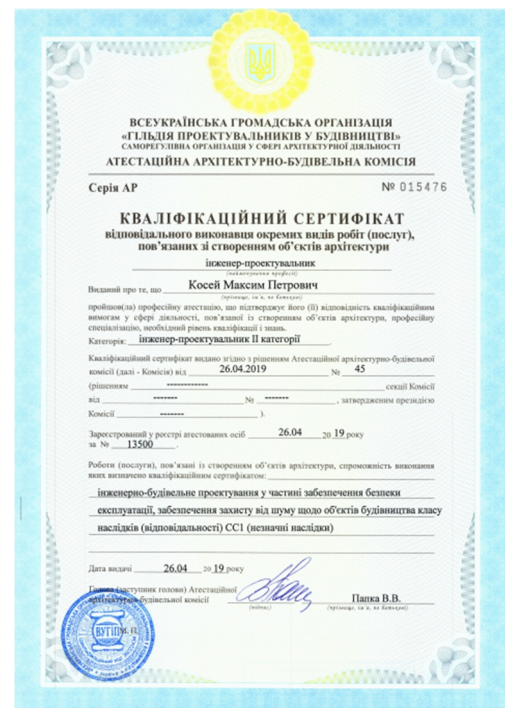 ВСЕУКРАЇНСЬКА ГРОМАДСЬКА ОРГАНІЗАЦІЯ
«ГІЛЬДІЯ ПРОЕКТУВАЛЬНИКІВ У БУДІВНИЦТВІ»
САМОРЕГУЛІВНА ОРГАНІЗАЦІЯ У СФЕРІ АРХІТЕКТУРНОЇ ДІЯЛЬНОСТІ
АТЕСТАЦІЙНА АРХІТЕКТУРНО-БУДІВЕЛЬНА КОМІСІЯ
Серія АР № 015476
КВАЛІФІКАЦІЙНИЙ СЕРТИФІКАТ
відповідального виконавця окремих видів робіт (послуг),
пов’язаних зі створенням об’єктів архітектури
інженер-проектувальник
(найменування професії)
Виданий про те, що Косей Максим Петрович
(прізвище, ім’я, по батькові)
пройшов(ла) професійну атестацію, що підтверджує його (її) відповідність кваліфікаційним
вимогам у сфері діяльності, пов’язаної із створенням об’єктів архітектури, професійну
спеціалізацію, необхідний рівень кваліфікації і знань.
Категорія: інженер-проектувальник II категорії
Кваліфікаційний сертифікат видано згідно з рішенням Атестаційної архітектурно-будівельної
комісії (далі - Комісія) від 26.04.2019 № 45
(рішенням ------------ секції Комісії
від ------- № ------- , затвердженим президією
Комісії ------- ).
Зареєстрований у реєстрі атестованих осіб 26.04 20 19 року
за № 13500 .
Роботи (послуги), пов’язані із створенням об’єктів архітектури, спроможність виконання
яких визначено кваліфікаційним сертифікатом:
інженерно-будівельне проектування у частині забезпечення безпеки
експлуатації, забезпечення захисту від шуму щодо об'єктів будівництва класу
наслідків (відповідальності) СС1 (незначні наслідки)
Дата видачі 26.04 20 19 року
Голова (заступник голови) Атестаційної
архітектурно-будівельної комісії Папка В.В.
(підпис) (прізвище, ім’я, по батькові)
ВУГІП М. П.